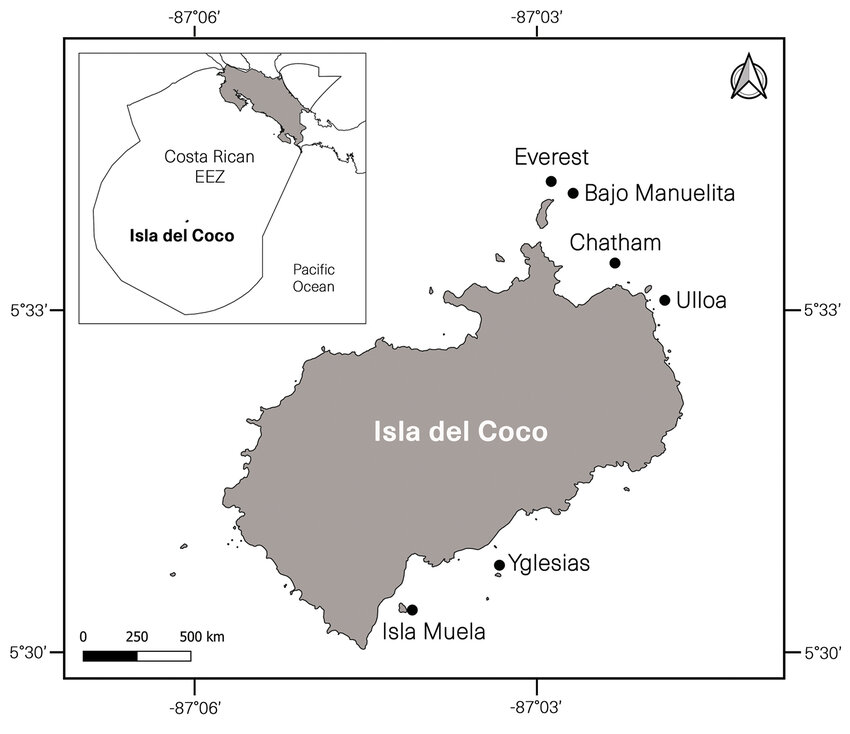 -87°06′
-87°03′
Costa Rican
EEZ
Isla del Coco
Pacific
Ocean
Everest
Bajo Manuelita
Chatham
Ulloa
5°33′
5°33′
Isla del Coco
Yglesias
Isla Muela
0 250 500 km
5°30′
5°30′
-87°06′
-87°03′